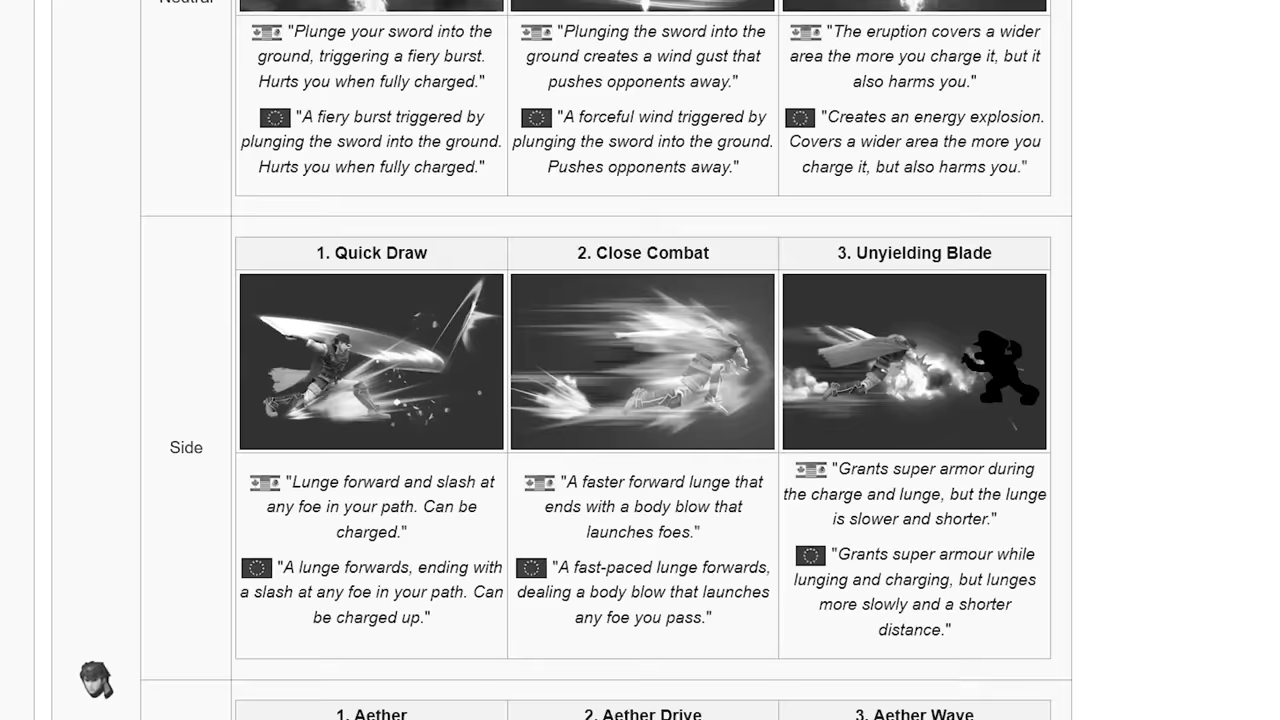 Neutral
"Plunge your sword into the
ground, triggering a fiery burst.
Hurts you when fully charged."
"A fiery burst triggered by
plunging the sword into the ground.
Hurts you when fully charged."
"Plunging the sword into the
ground creates a wind gust that
pushes opponents away."
"A forceful wind triggered by
plunging the sword into the ground.
Pushes opponents away."
"The eruption covers a wider
area the more you charge it, but it
also harms you."
"Creates an energy explosion.
Covers a wider area the more you
charge it, but also harms you."
Side
1. Quick Draw
2. Close Combat
3. Unyielding Blade
"Lunge forward and slash at
any foe in your path. Can be
charged."
"A lunge forwards, ending with
a slash at any foe in your path. Can
be charged up."
"A faster forward lunge that
ends with a body blow that
launches foes."
"A fast-paced lunge forwards,
dealing a body blow that launches
any foe you pass."
"Grants super armor during
the charge and lunge, but the lunge
is slower and shorter."
"Grants super armour while
lunging and charging, but lunges
more slowly and a shorter
distance."
1. Aether
2. Aether Drive
3. Aether Wave